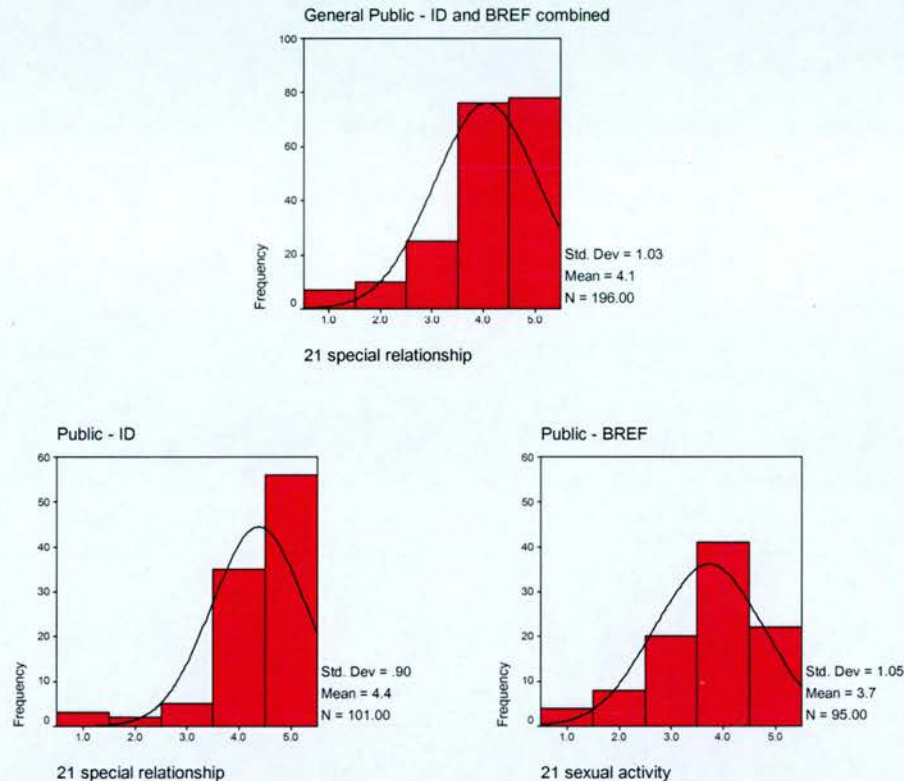 General Public - ID and BREF combined
100
80
60
40
20
0
Frequency
1.0 2.0 3.0 4.0 5.0
Std. Dev = 1.03
Mean = 4.1
N = 196.00
21 special relationship
Public - ID
60
50
40
30
20
10
0
Frequency
1.0 2.0 3.0 4.0 5.0
Std. Dev = .90
Mean = 4.4
N = 101.00
21 special relationship
Public - BREF
60
50
40
30
20
10
0
Frequency
1.0 2.0 3.0 4.0 5.0
Std. Dev = 1.05
Mean = 3.7
N = 95.00
21 sexual activity